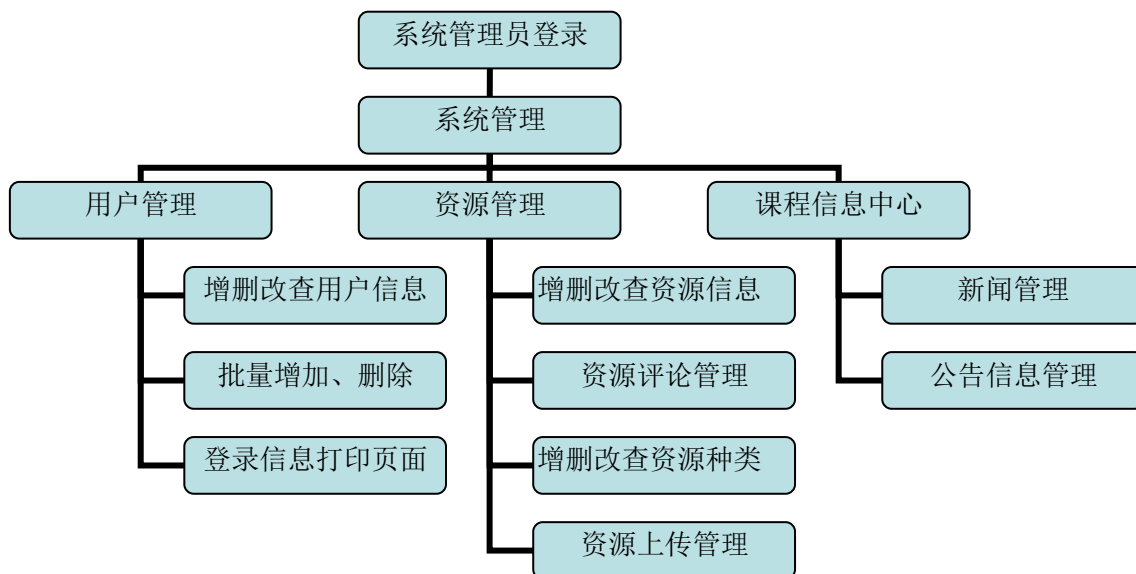 系统管理员登录
系统管理
用户管理
资源管理
课程信息中心
增删改查用户信息
增删改查资源信息
新闻管理
批量增加、删除
资源评论管理
公告信息管理
登录信息打印页面
增删改查资源种类
资源上传管理